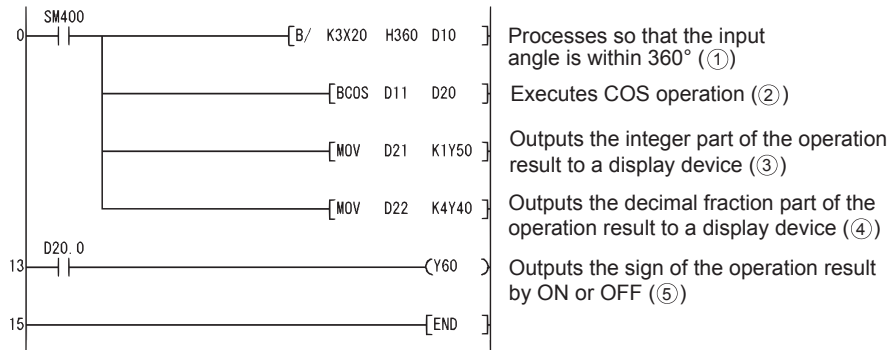 SM400
0 [B/ K3X20 H360 D10 ] Processes so that the input
angle is within 360° (①)
[BCOS D11 D20 ] Executes COS operation (②)
[MOV D21 K1Y50 ] Outputs the integer part of the operation
result to a display device (③)
[MOV D22 K4Y40 ] Outputs the decimal fraction part of the
operation result to a display device (④)
D20.0
13 (Y60 ) Outputs the sign of the operation result
by ON or OFF (⑤)
15 [END ]